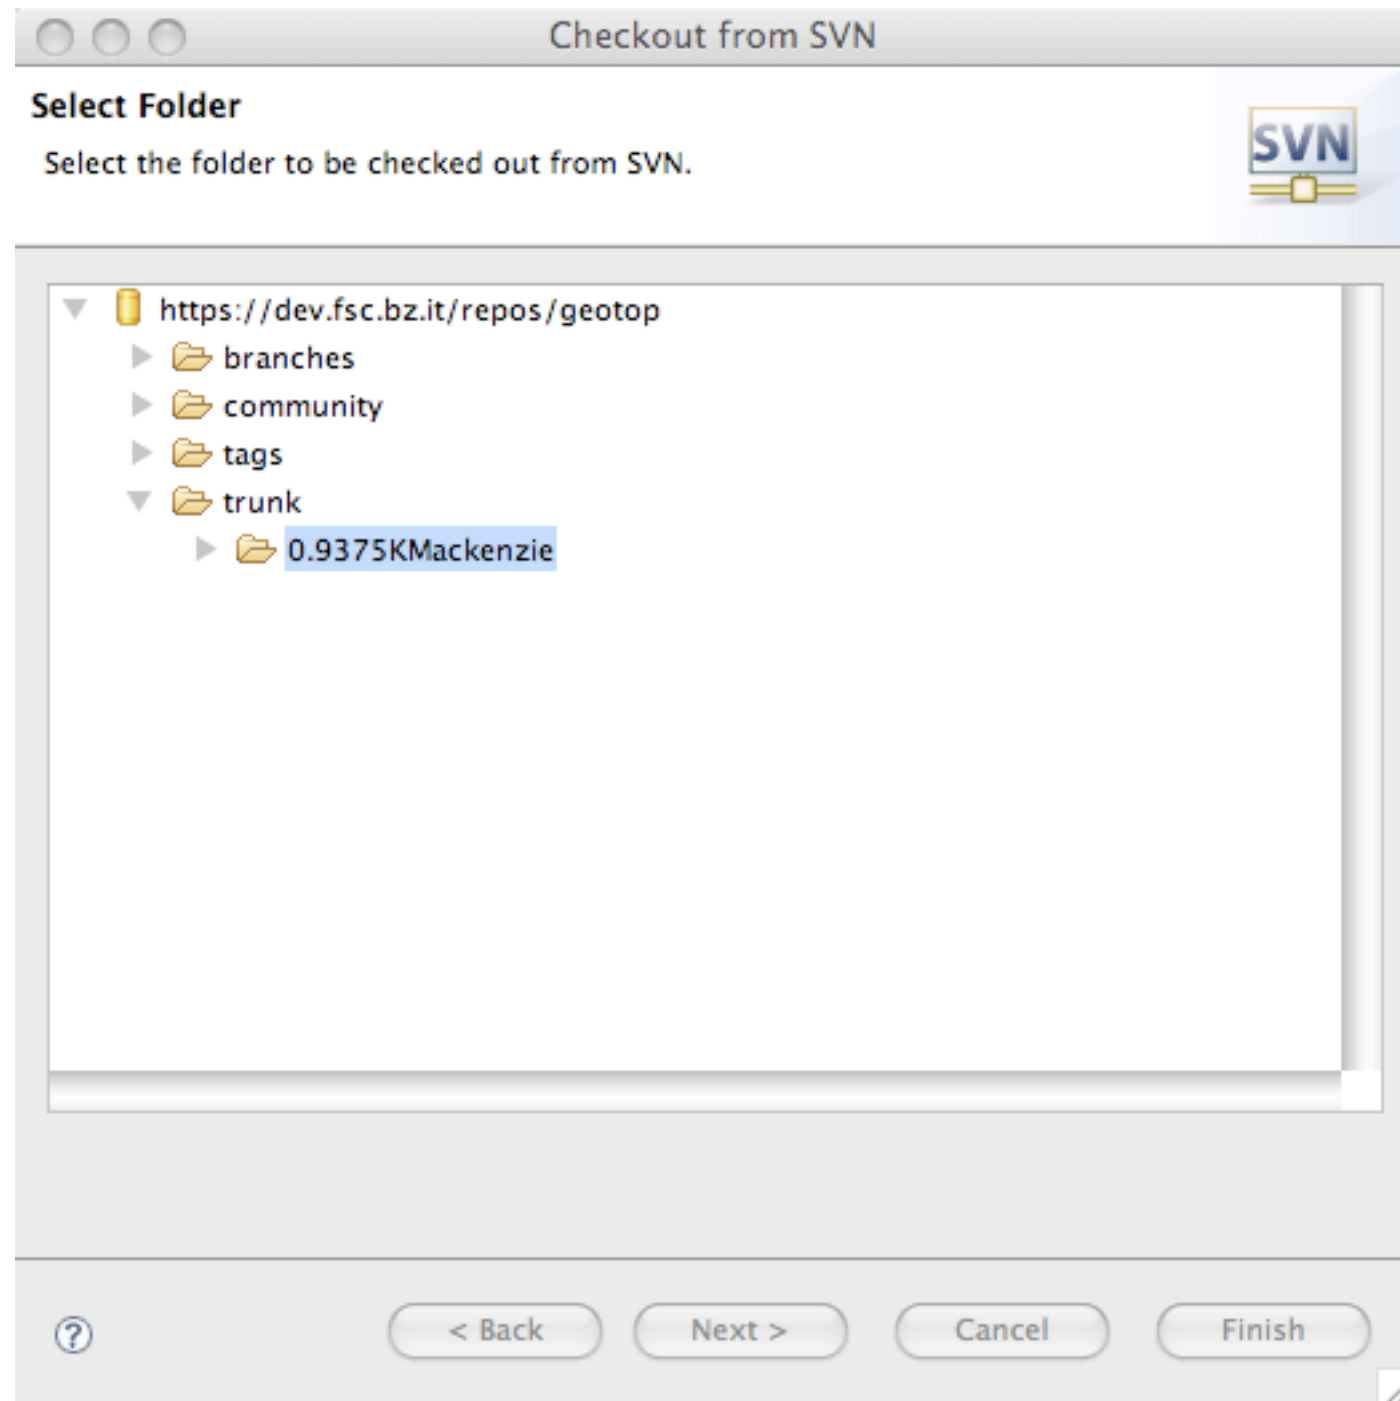 Checkout from SVN
Select Folder
Select the folder to be checked out from SVN.
SVN
https://dev.fsc.bz.it/repos/geotop
branches
community
tags
trunk
0.9375KMackenzie
?
< Back
Next >
Cancel
Finish